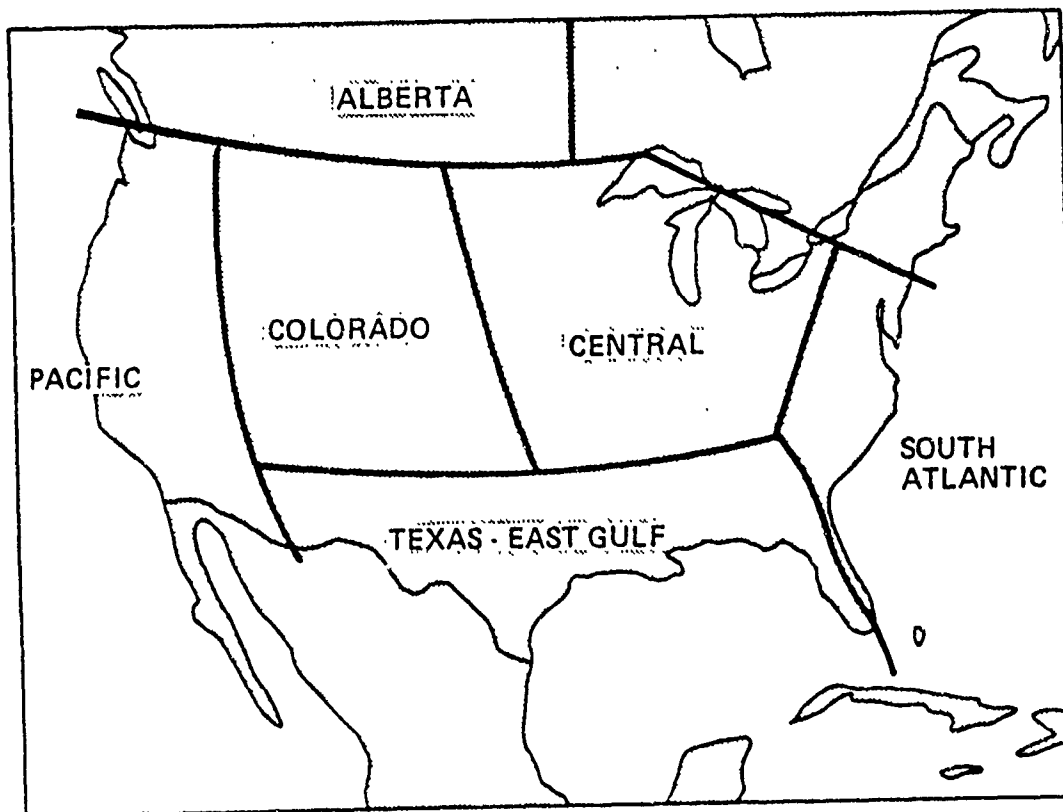 ALBERTA
COLORADO
CENTRAL
PACIFIC
SOUTH
ATLANTIC
TEXAS - EAST GULF